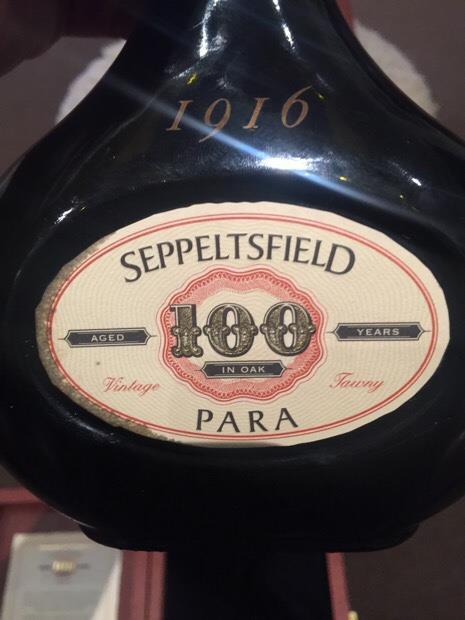 1916
SEPPELTSFIELD
AGED
100
YEARS
IN OAK
Vintage
Tawny
PARA